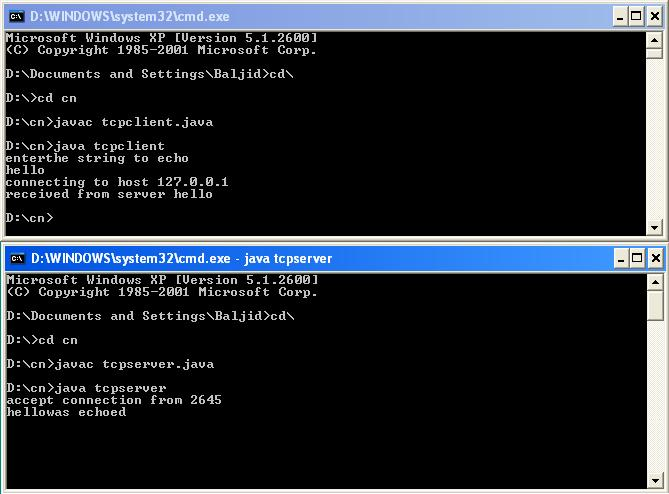 D:\WINDOWS\system32\cmd.exe
Microsoft Windows XP [Version 5.1.2600]
(C) Copyright 1985-2001 Microsoft Corp.
D:\Documents and Settings\Baljid>cd\
D:\>cd cn
D:\cn>javac tcpclient.java
D:\cn>java tcpclient
enterthe string to echo
hello
connecting to host 127.0.0.1
received from server hello
D:\cn>
D:\WINDOWS\system32\cmd.exe - java tcpserver
Microsoft Windows XP [Version 5.1.2600]
(C) Copyright 1985-2001 Microsoft Corp.
D:\Documents and Settings\Baljid>cd\
D:\>cd cn
D:\cn>javac tcpserver.java
D:\cn>java tcpserver
accept connection from 2645
hellowas echoed